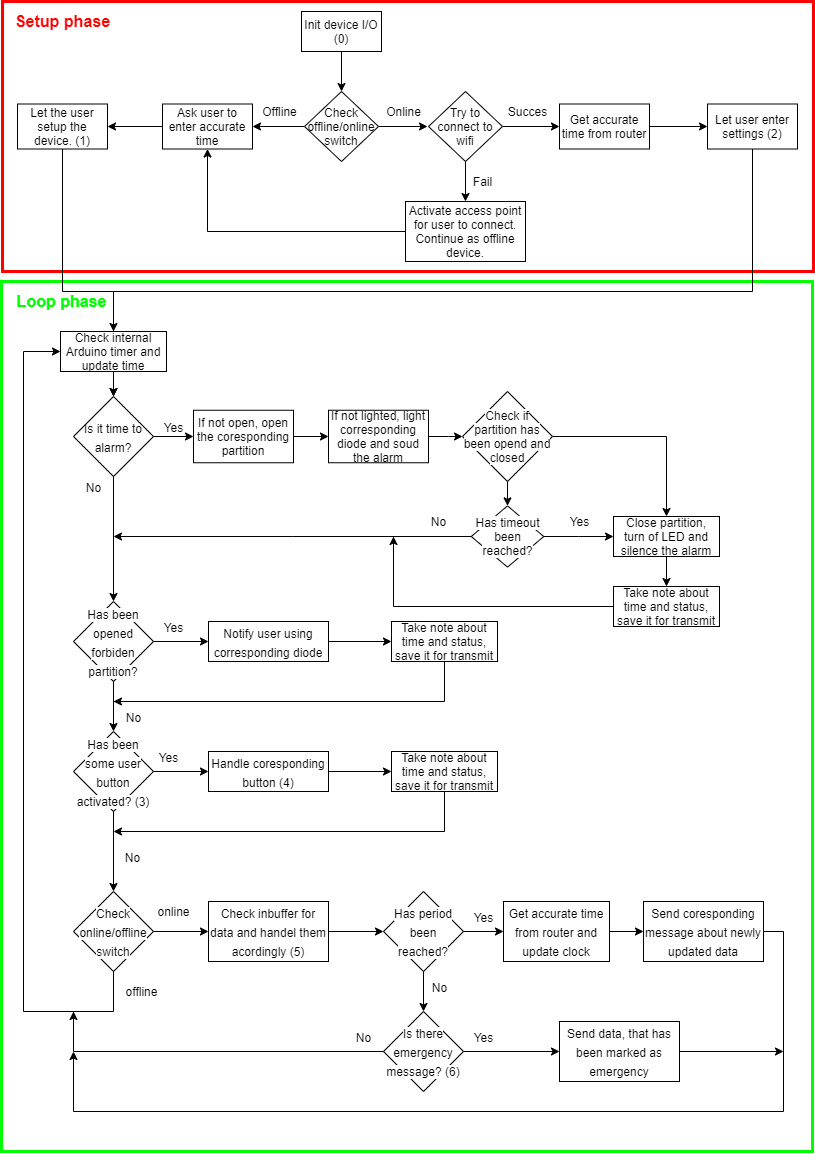 Setup phase
Init device I/O
(0)
Let the user
setup the
device. (1)
Ask user to
enter accurate
time
Offline
Check
offline/online
switch
Online
Try to
connect to
wifi
Succes
Get accurate
time from router
Let user enter
settings (2)
Fail
Activate access point
for user to connect.
Continue as offline
device.
Loop phase
Check internal
Arduino timer and
update time
Is it time to
alarm?
Yes
If not open, open
the coresponding
partition
If not lighted, light
corresponding
diode and soud
the alarm
Check if
partition has
been opend and
closed
No
Has timeout
been
reached?
No
Yes
Close partition,
turn of LED and
silence the alarm
Take note about
time and status,
save it for transmit
Has been
opened
forbiden
partition?
Yes
Notify user using
corresponding diode
Take note about
time and status,
save it for transmit
No
Has been
some user
button
activated? (3)
Yes
Handle coresponding
button (4)
Take note about
time and status,
save it for transmit
No
Check
online/offline
switch
online
Check inbuffer for
data and handel them
acordingly (5)
Has period
been
reached?
Yes
Get accurate time
from router and
update clock
Send coresponding
message about newly
updated data
offline
No
No
Is there
emergency
message? (6)
Yes
Send data, that has
been marked as
emergency